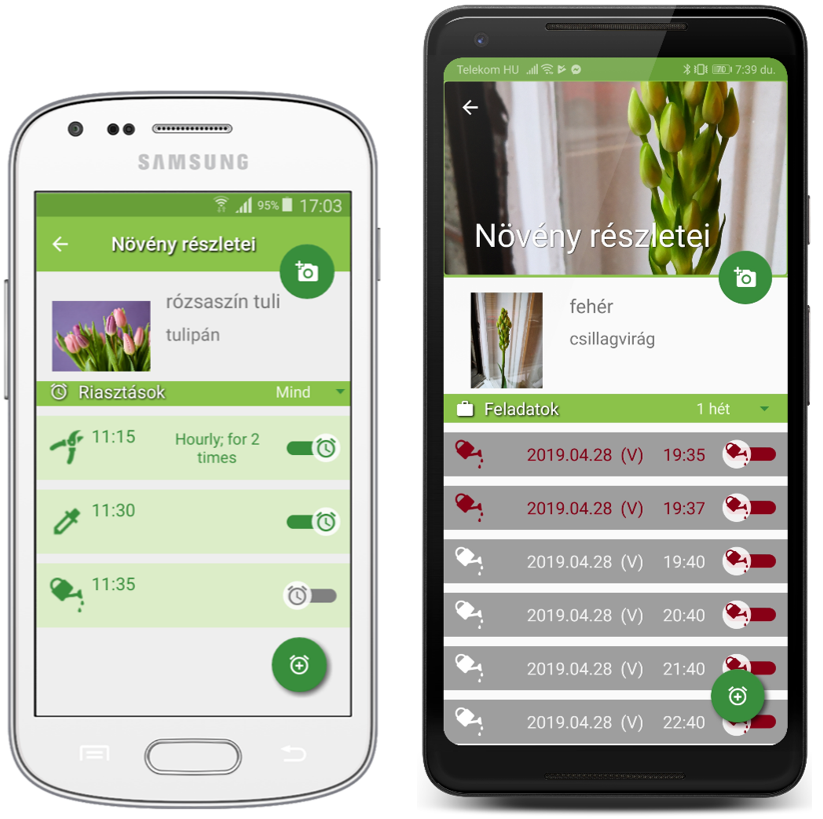 SAMSUNG
95% 17:03
Növény részletei
rózsaszín tuli
tulipán
Riasztások Mind
11:15 Hourly; for 2
times
11:30
11:35
Telekom HU 7:39 du.
Növény részletei
fehér
csillagvirág
Feladatok 1 hét
2019.04.28 (V) 19:35
2019.04.28 (V) 19:37
2019.04.28 (V) 19:40
2019.04.28 (V) 20:40
2019.04.28 (V) 21:40
2019.04.28 (V) 22:40